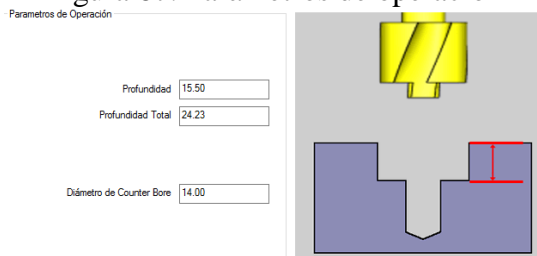 Parametros de Operación
Profundidad 15.50
Profundidad Total 24.23
Diámetro de Counter Bore 14.00